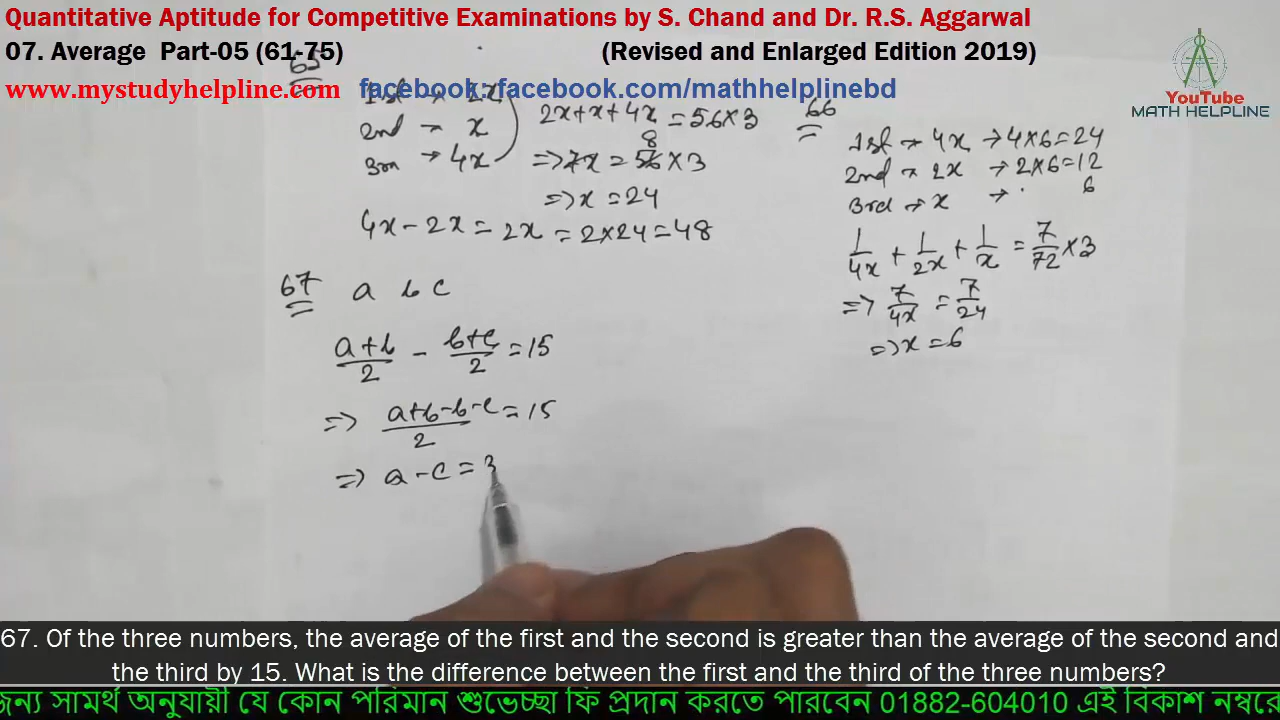 Quantitative Aptitude for Competitive Examinations by S. Chand and Dr. R.S. Aggarwal
07. Average Part-05 (61-75) (Revised and Enlarged Edition 2019)
www.mystudyhelpline.com facebook:facebook.com/mathhelplinebd
YouTube
MATH HELPLINE
65
1st → 2x
2nd → x
3rd → 4x
2x+x+4x = 56×3
8
=> 7x = 56×3
=> x = 24
4x - 2x = 2x = 2×24 = 48
66
1st → 4x → 4×6=24
2nd → 2x → 2×6=12
3rd → x → 6
1/4x + 1/2x + 1/x = 7/72 × 3
=> 7/4x = 7/24
=> x = 6
67 a b c
a+b/2 - b+c/2 = 15
=> a+b-b-c/2 = 15
=> a-c = 3
67. Of the three numbers, the average of the first and the second is greater than the average of the second and
the third by 15. What is the difference between the first and the third of the three numbers?
জন্য সামর্থ অনুযায়ী যে কোন পরিমান শুভেচ্ছা ফি প্রদান করতে পারবেন 01882-604010 এই বিকাশ নম্বরে